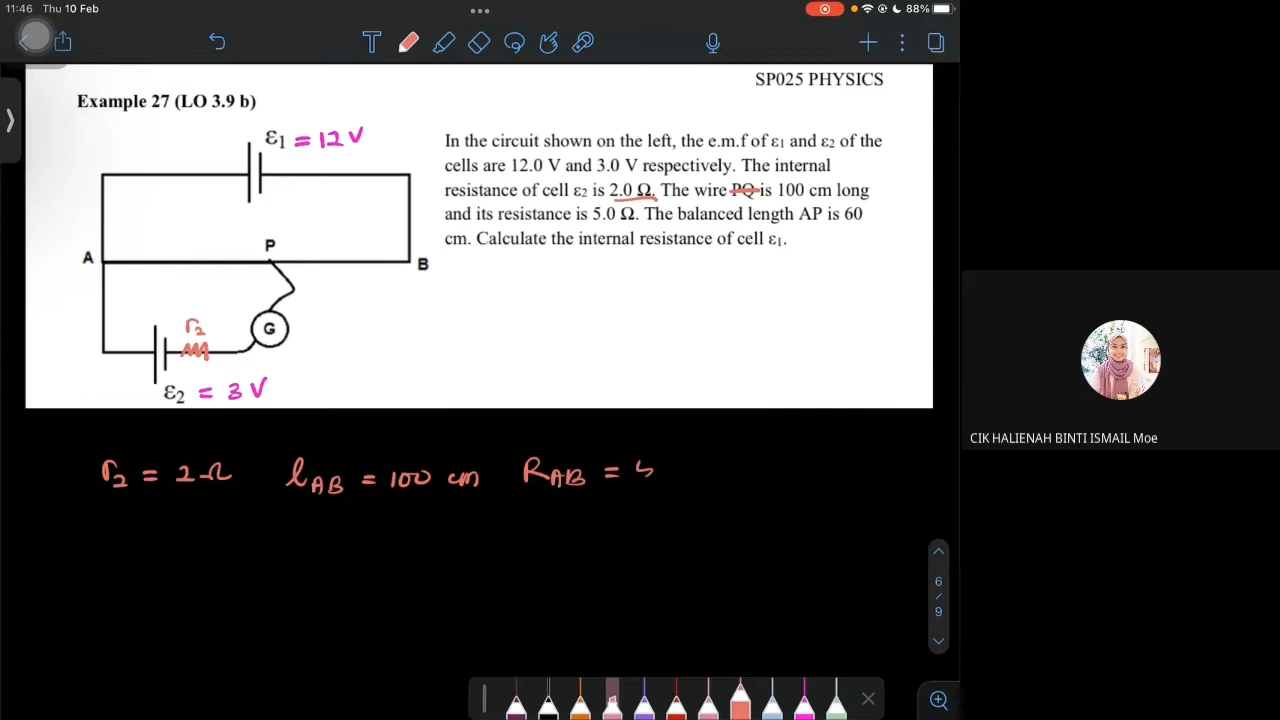 11:46 Thu 10 Feb
88%
T
SP025 PHYSICS
Example 27 (LO 3.9 b)
ε1 = 12 V
In the circuit shown on the left, the e.m.f of ε1 and ε2 of the
cells are 12.0 V and 3.0 V respectively. The internal
resistance of cell ε2 is 2.0 Ω. The wire PQ is 100 cm long
and its resistance is 5.0 Ω. The balanced length AP is 60
cm. Calculate the internal resistance of cell ε1.
P
A
B
r2
G
ε2 = 3 V
r2 = 2 Ω lAB = 100 cm RAB =
CIK HALIENAH BINTI ISMAIL Moe
6
/
9